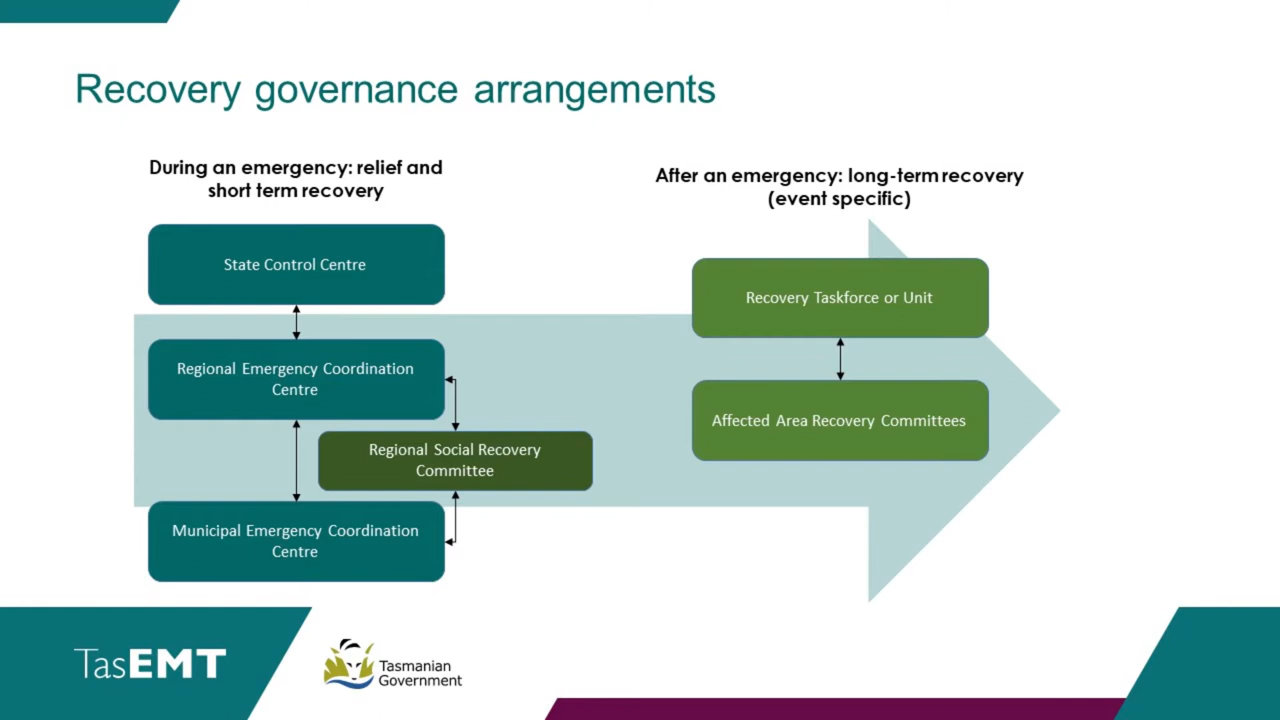 Recovery governance arrangements
During an emergency: relief and
short term recovery
State Control Centre
Regional Emergency Coordination
Centre
Regional Social Recovery
Committee
Municipal Emergency Coordination
Centre
After an emergency: long-term recovery
(event specific)
Recovery Taskforce or Unit
Affected Area Recovery Committees
TasEMT
Tasmanian
Government